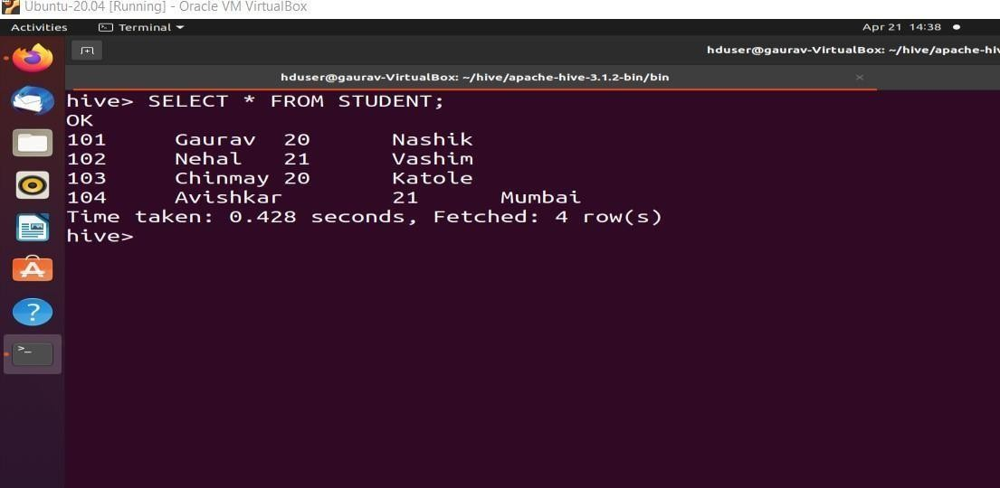 Ubuntu-20.04 [Running] - Oracle VM VirtualBox
Activities Terminal Apr 21 14:38
hduser@gaurav-VirtualBox: ~/hive/apache-hiv
hduser@gaurav-VirtualBox: ~/hive/apache-hive-3.1.2-bin/bin
hive> SELECT * FROM STUDENT;
OK
101 Gaurav 20 Nashik
102 Nehal 21 Vashim
103 Chinmay 20 Katole
104 Avishkar 21 Mumbai
Time taken: 0.428 seconds, Fetched: 4 row(s)
hive>